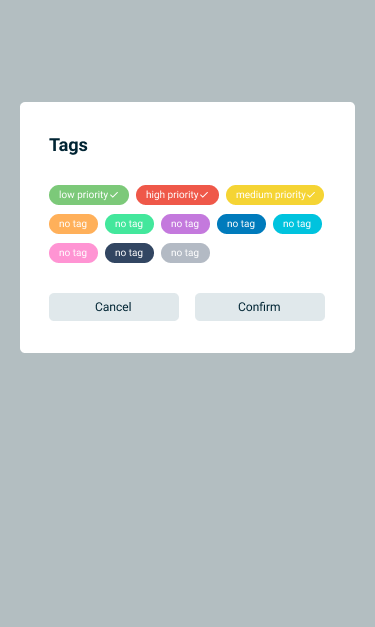 Tags
low priority high priority medium priority
no tag no tag no tag no tag no tag
no tag no tag no tag
Cancel Confirm